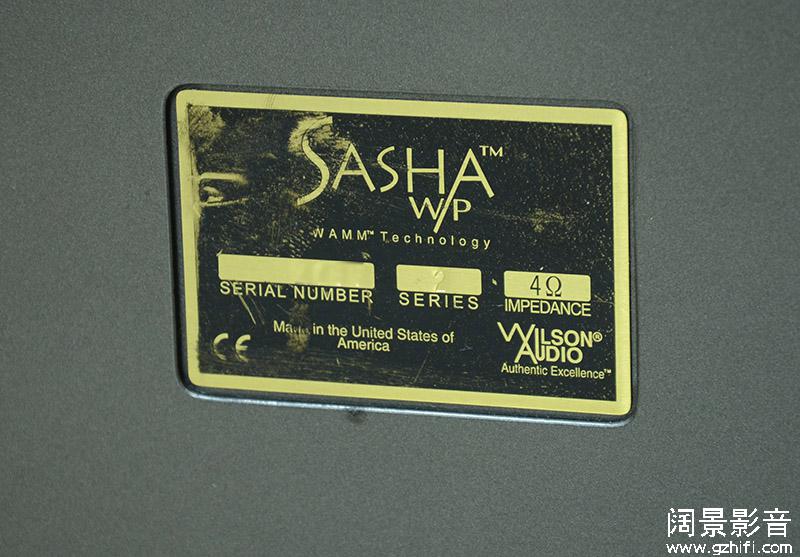 SASHA™
W/P
WAMM™ Technology
2
4Ω
SERIAL NUMBER
SERIES
IMPEDANCE
CE
Made in the United States of
America
WILSON®
AUDIO
Authentic Excellence™
阔景影音
www.gzhifi.com